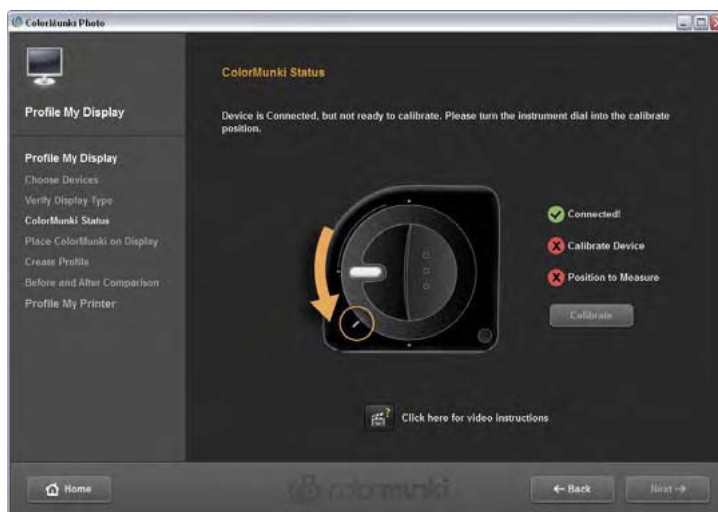 ColorMunki Photo
Profile My Display
Profile My Display
Choose Devices
Verify Display Type
ColorMunki Status
Place ColorMunki on Display
Create Profile
Before and After Comparison
Profile My Printer
ColorMunki Status
Device is Connected, but not ready to calibrate. Please turn the instrument dial into the calibrate
position.
Connected!
Calibrate Device
Position to Measure
Calibrate
?
Click here for video instructions
Home
colormunki
← Back
Next →